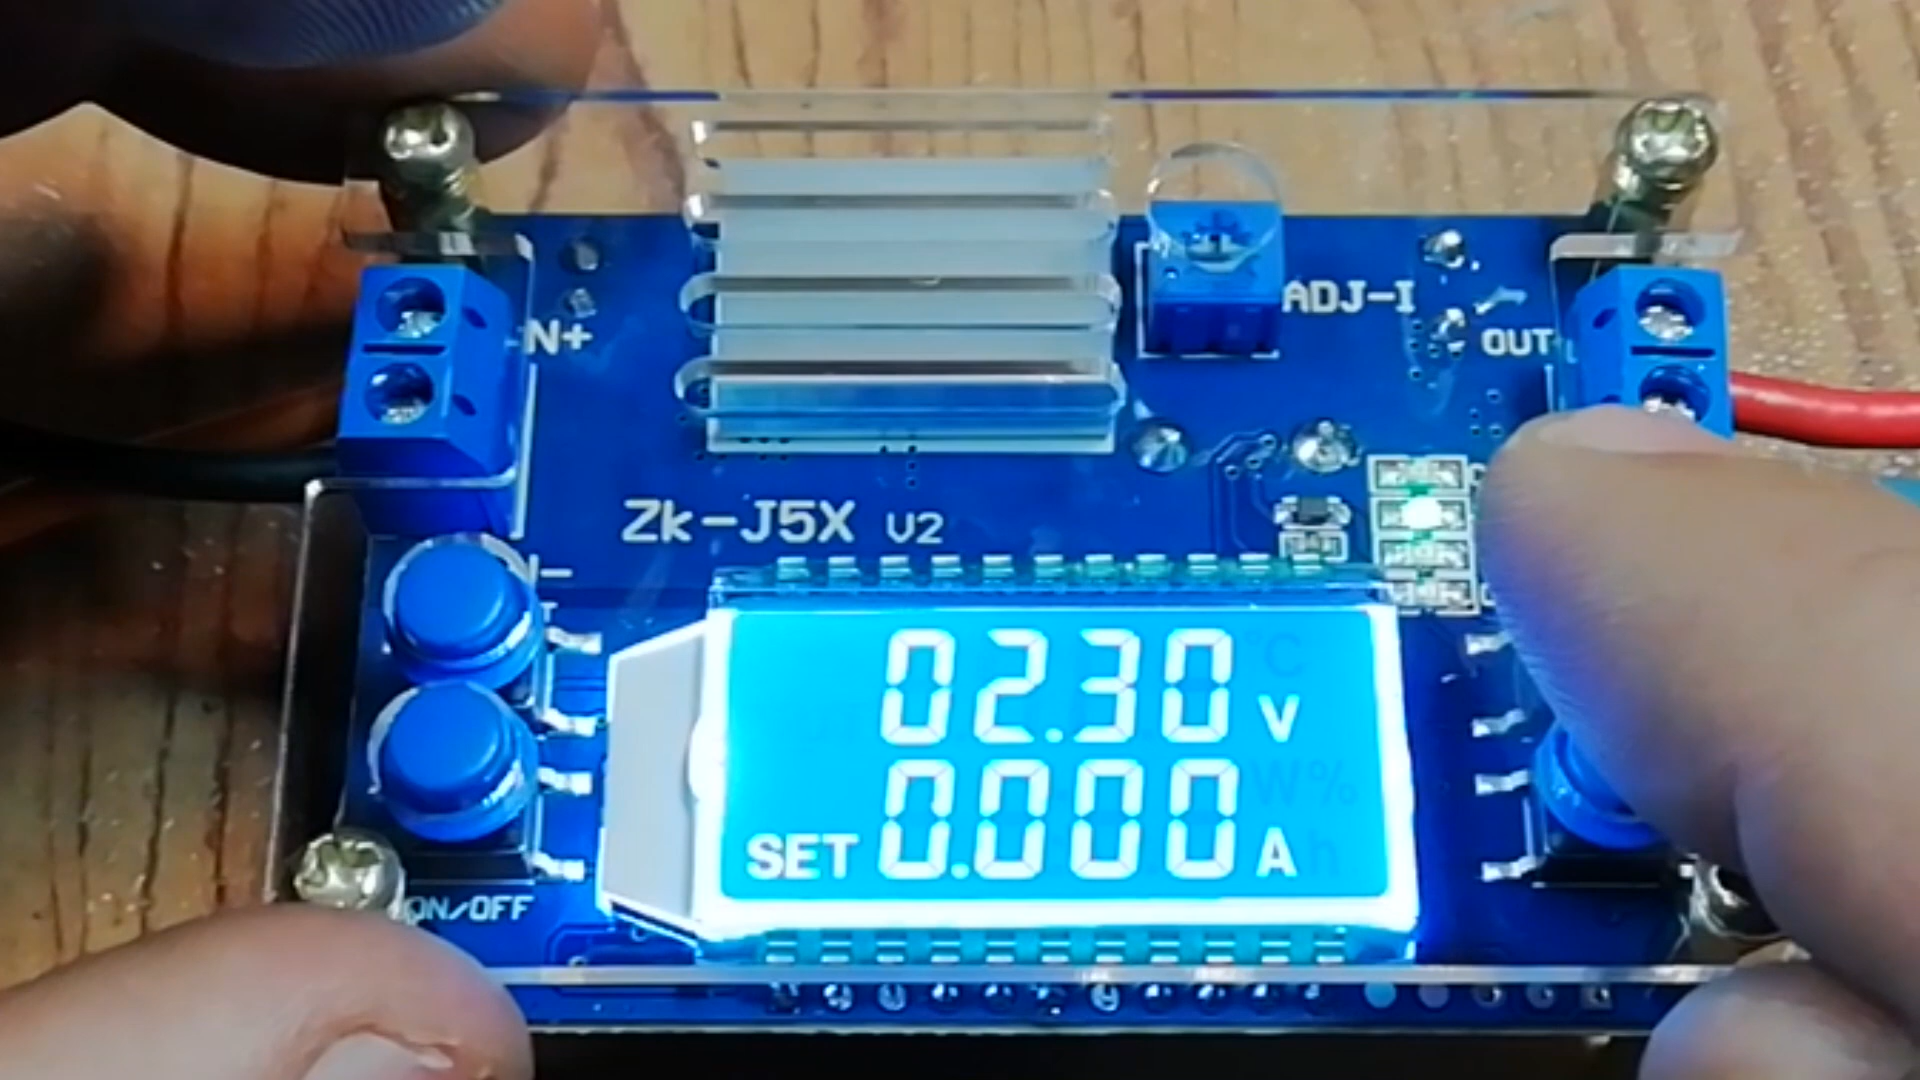 N+
ADJ-I
OUT
Zk-J5X V2
N-
02.30 V
SET 0.000 A
ON/OFF